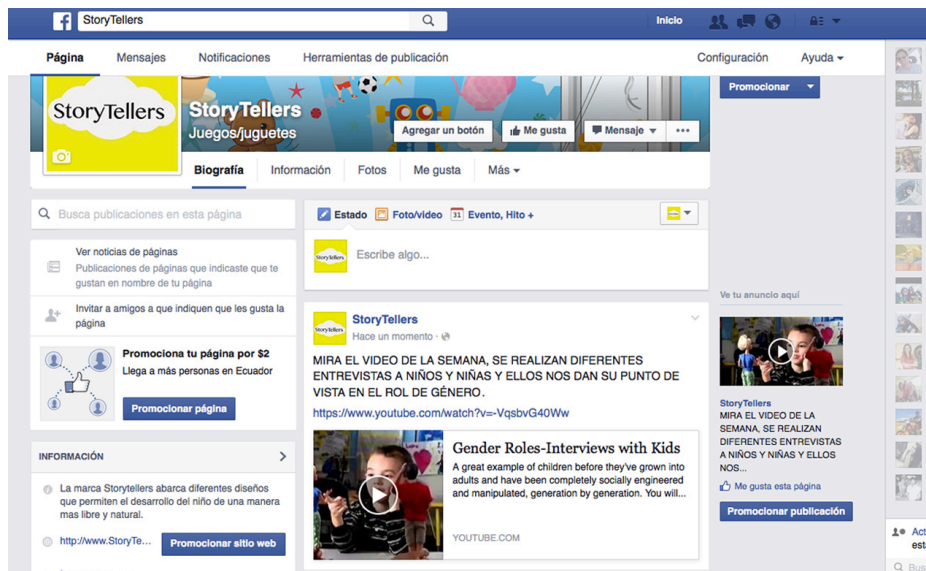 StoryTellers
Inicio
Página Mensajes Notificaciones Herramientas de publicación Configuración Ayuda
StoryTellers
StoryTellers
Juegos/juguetes
Agregar un botón Me gusta Mensaje
Promocionar
Biografía Información Fotos Me gusta Más
Busca publicaciones en esta página
Ver noticias de páginas
Publicaciones de páginas que indicaste que te
gustan en nombre de tu página
Invitar a amigos a que indiquen que les gusta la
página
Promociona tu página por $2
Llega a más personas en Ecuador
Promocionar página
INFORMACIÓN
La marca Storytellers abarca diferentes diseños
que permiten el desarrollo del niño de una manera
mas libre y natural.
http://www.StoryTe...
Promocionar sitio web
Estado Foto/video 31 Evento, Hito +
StoryTellers
Escribe algo...
StoryTellers
StoryTellers
Hace un momento ·
MIRA EL VIDEO DE LA SEMANA, SE REALIZAN DIFERENTES
ENTREVISTAS A NIÑOS Y NIÑAS Y ELLOS NOS DAN SU PUNTO DE
VISTA EN EL ROL DE GÉNERO.
https://www.youtube.com/watch?v=-VqsbvG40Ww
Gender Roles-Interviews with Kids
A great example of children before they've grown into
adults and have been completely socially engineered
and manipulated, generation by generation. You will...
YOUTUBE.COM
Ve tu anuncio aquí
StoryTellers
MIRA EL VIDEO DE LA
SEMANA, SE REALIZAN
DIFERENTES ENTREVISTAS
A NIÑOS Y NIÑAS Y ELLOS
NOS...
Me gusta esta página
Promocionar publicación